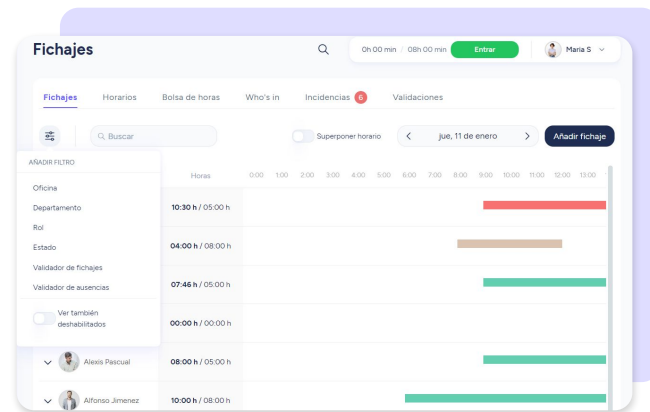 Fichajes
0h 00 min / 08h 00 min
Entrar
María S
Fichajes Horarios Bolsa de horas Who's in Incidencias 6 Validaciones
Buscar
Superponer horario
jue, 11 de enero
Añadir fichaje
AÑADIR FILTRO
Oficina
Departamento
Rol
Estado
Validador de fichajes
Validador de ausencias
Ver también
deshabilitados
Horas 0:00 1:00 2:00 3:00 4:00 5:00 6:00 7:00 8:00 9:00 10:00 11:00 12:00 13:00
10:30 h / 05:00 h
04:00 h / 08:00 h
07:46 h / 05:00 h
00:00 h / 00:00 h
Alexis Pascual 08:00 h / 05:00 h
Alfonso Jimenez 10:00 h / 08:00 h